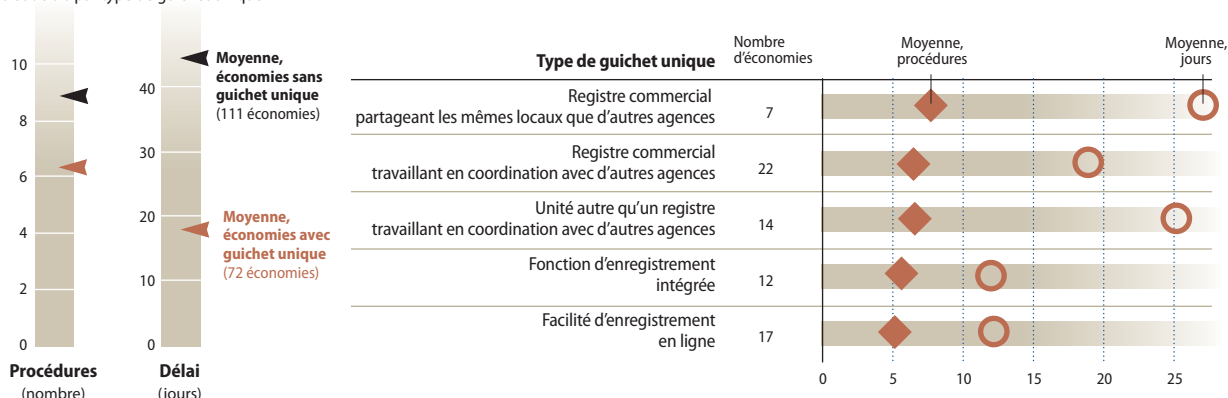 10
8
6
4
2
0
Procédures
(nombre)
40
30
20
10
0
Délai
(jours)
Moyenne,
économies sans
guichet unique
(111 économies)
Moyenne,
économies avec
guichet unique
(72 économies)
Type de guichet unique
Nombre
d'économies
Moyenne,
procédures
Moyenne,
jours
Registre commercial
partageant les mêmes locaux que d'autres agences
7
Registre commercial
travaillant en coordination avec d'autres agences
22
Unité autre qu'un registre
travaillant en coordination avec d'autres agences
14
Fonction d'enregistrement
intégrée
12
Facilité d'enregistrement
en ligne
17
0 5 10 15 20 25